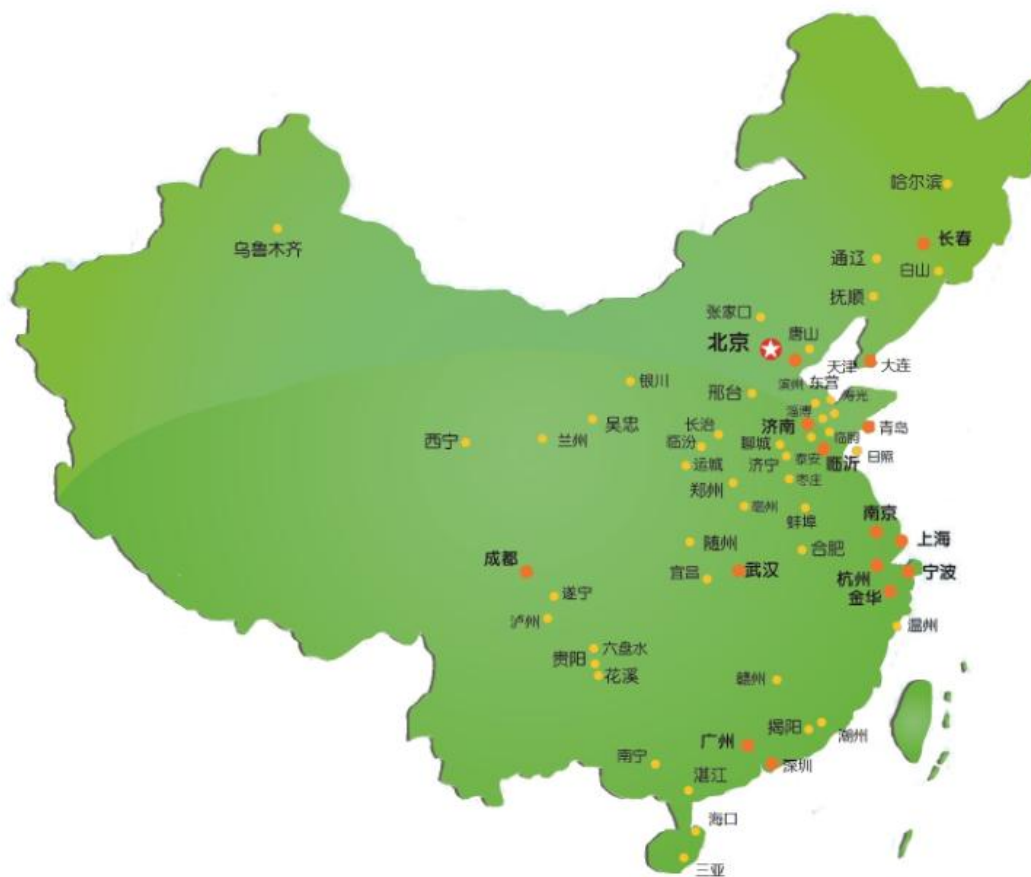 哈尔滨
长春
乌鲁木齐
通辽
白山
抚顺
张家口
唐山
北京
天津
大连
银川
邢台
滨州
东营
寿光
淄博
吴忠
长治
济南
青岛
西宁
兰州
临汾
聊城
临朐
运城
济宁
泰安
临沂
日照
郑州
枣庄
亳州
蚌埠
南京
随州
合肥
上海
成都
宜昌
武汉
杭州
宁波
遂宁
金华
泸州
温州
六盘水
贵阳
花溪
赣州
揭阳
潮州
广州
南宁
深圳
湛江
海口
三亚